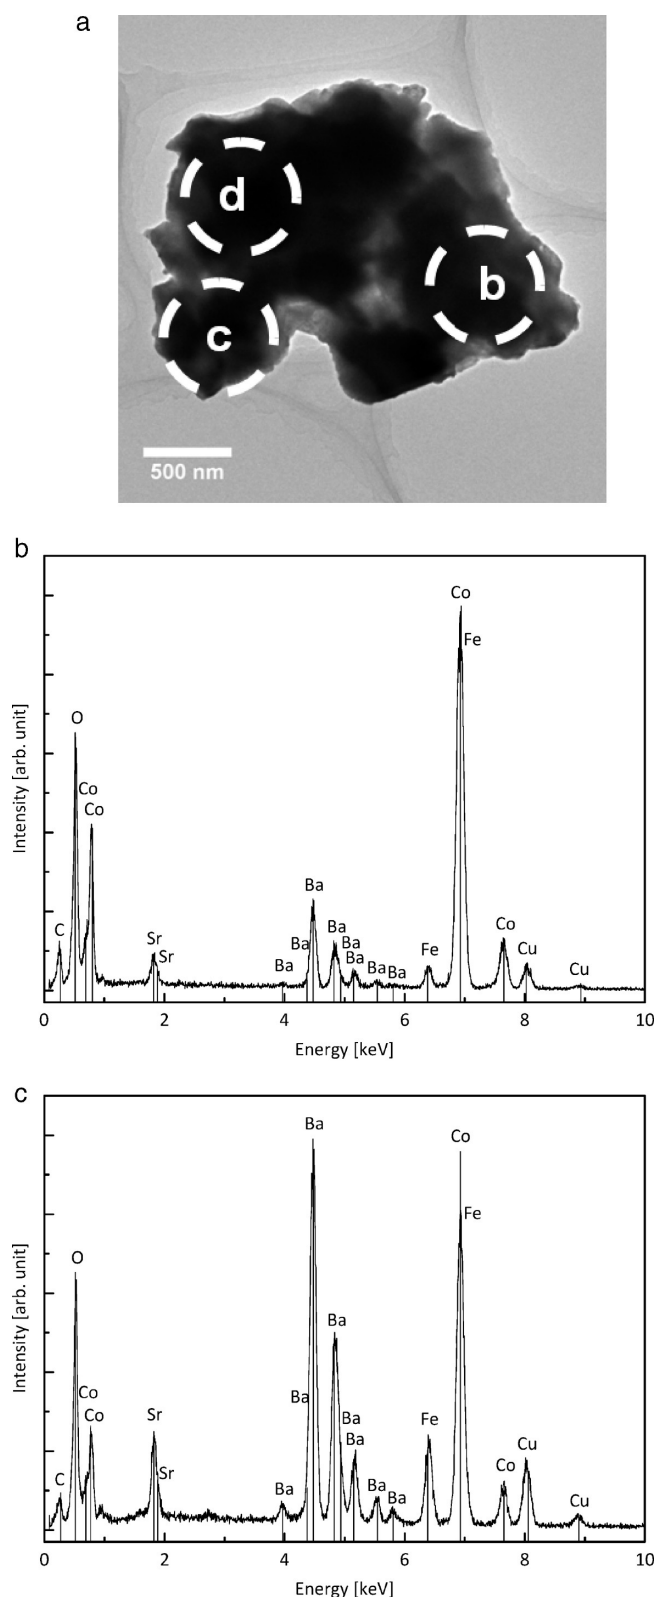 a
d
b
c
500 nm
b
Co
Fe
O
Co
Co
Ba
C
Sr
Sr
Ba
Ba
Ba
Ba
Ba
Ba
Ba
Fe
Co
Cu
Cu
Intensity [arb. unit]
0 2 4 6 8 10
Energy [keV]
c
Ba
Co
Fe
O
Ba
Co
Co
Sr
Ba
Ba
Ba
Fe
Cu
C
Sr
Ba
Ba
Ba
Co
Cu
Intensity [arb. unit]
0 2 4 6 8 10
Energy [keV]